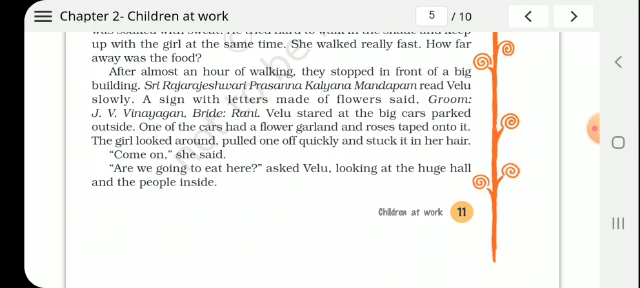 Chapter 2- Children at work
5 / 10
up with the girl at the same time. She walked really fast. How far
away was the food?
After almost an hour of walking, they stopped in front of a big
building. Sri Rajarajeshwari Prasanna Kalyana Mandapam read Velu
slowly. A sign with letters made of flowers said, Groom:
J. V. Vinayagan, Bride: Rani. Velu stared at the big cars parked
outside. One of the cars had a flower garland and roses taped onto it.
The girl looked around, pulled one off quickly and stuck it in her hair.
“Come on,” she said.
“Are we going to eat here?” asked Velu, looking at the huge hall
and the people inside.
Children at work 11